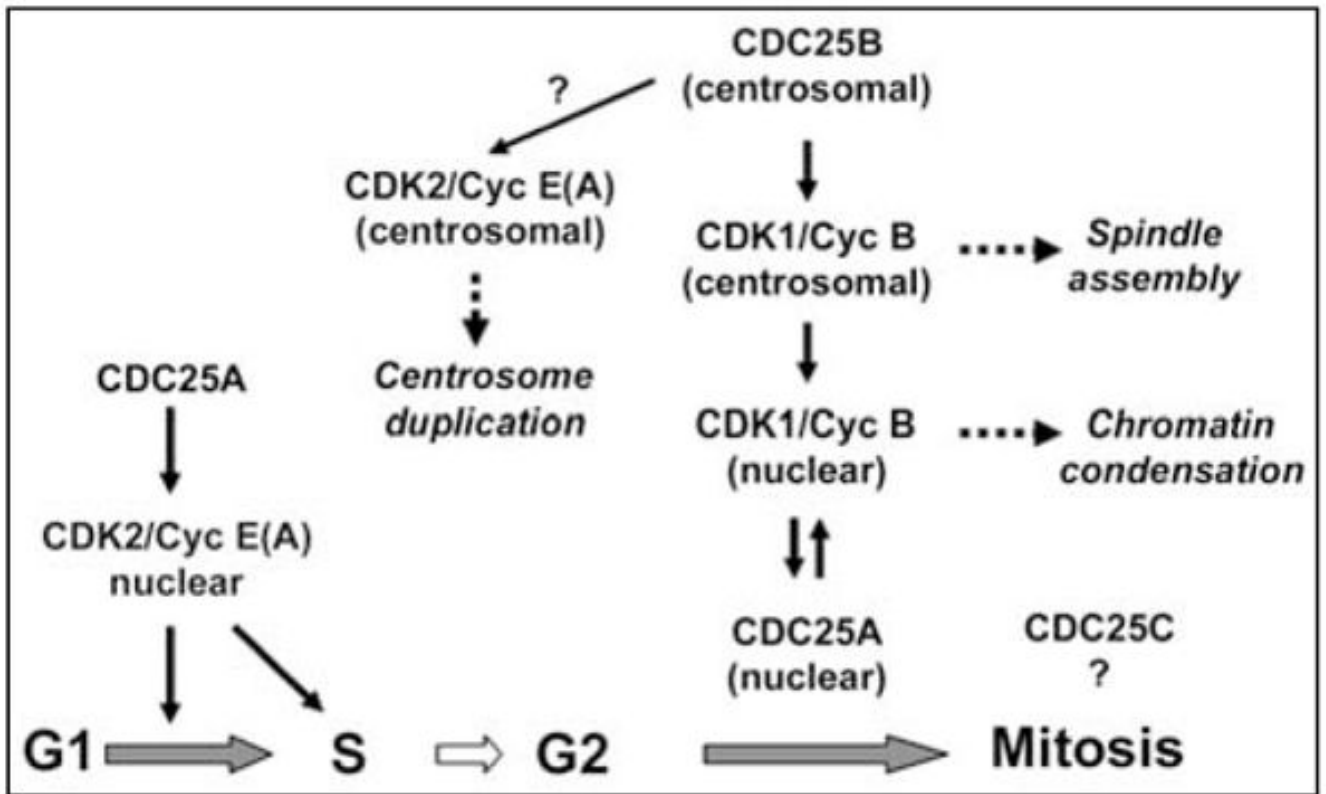 CDC25B
(centrosomal)
?
CDK2/Cyc E(A)
(centrosomal)
CDK1/Cyc B
(centrosomal)
Spindle
assembly
CDC25A
Centrosome
duplication
CDK1/Cyc B
(nuclear)
Chromatin
condensation
CDK2/Cyc E(A)
nuclear
CDC25A
(nuclear)
CDC25C
?
G1 S G2 Mitosis